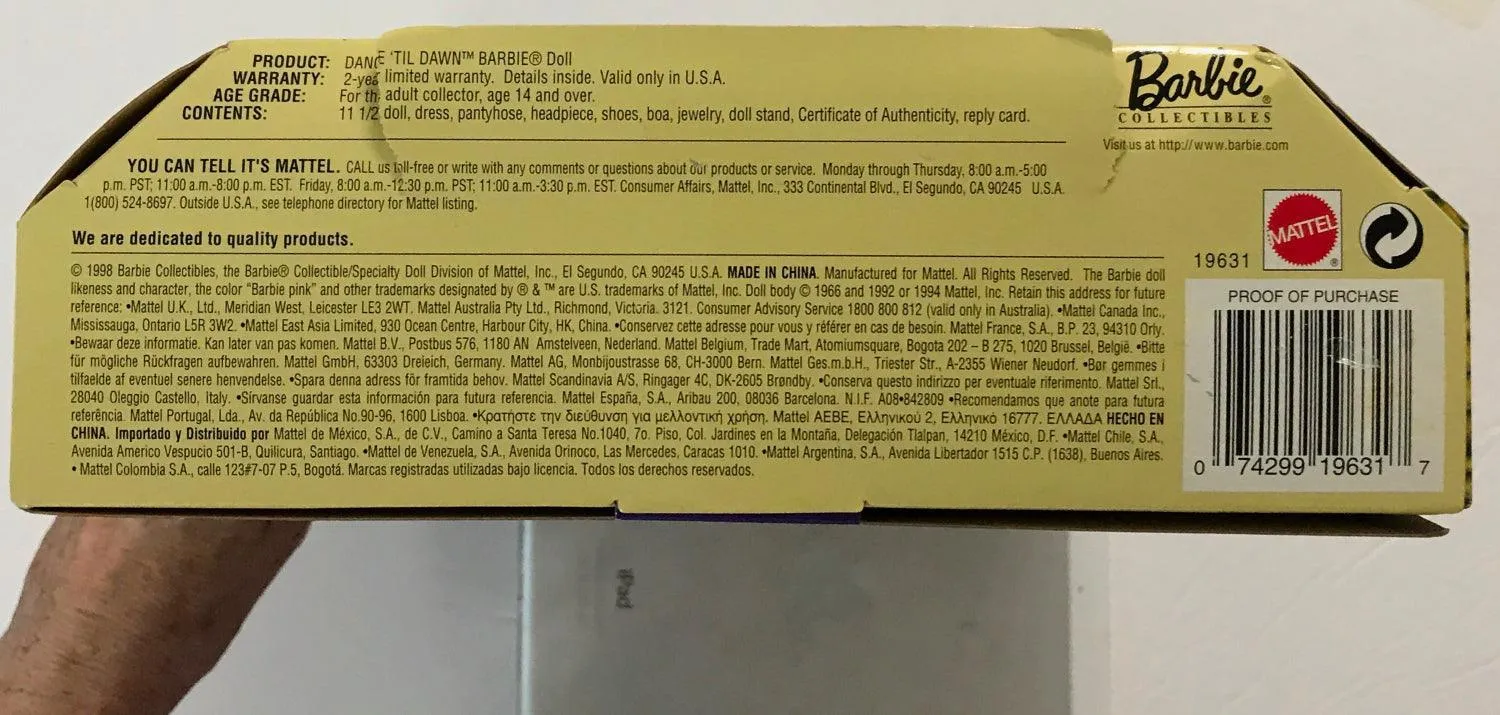 PRODUCT: DANCE 'TIL DAWN™ BARBIE® Doll
WARRANTY: 2-year limited warranty. Details inside. Valid only in U.S.A.
AGE GRADE: For the adult collector, age 14 and over.
CONTENTS: 11 1/2 doll, dress, pantyhose, headpiece, shoes, boa, jewelry, doll stand, Certificate of Authenticity, reply card.
Barbie®
COLLECTIBLES
Visit us at http://www.barbie.com
YOU CAN TELL IT'S MATTEL. CALL us toll-free or write with any comments or questions about our products or service. Monday through Thursday, 8:00 a.m.-5:00
p.m. PST; 11:00 a.m.-8:00 p.m. EST. Friday, 8:00 a.m.-12:30 p.m. PST; 11:00 a.m.-3:30 p.m. EST. Consumer Affairs, Mattel, Inc., 333 Continental Blvd., El Segundo, CA 90245 U.S.A.
1(800) 524-8697. Outside U.S.A., see telephone directory for Mattel listing.
We are dedicated to quality products.
© 1998 Barbie Collectibles, the Barbie® Collectible/Specialty Doll Division of Mattel, Inc., El Segundo, CA 90245 U.S.A. MADE IN CHINA. Manufactured for Mattel. All Rights Reserved. The Barbie doll
likeness and character, the color “Barbie pink” and other trademarks designated by ® & ™ are U.S. trademarks of Mattel, Inc. Doll body © 1966 and 1992 or 1994 Mattel, Inc. Retain this address for future
reference: •Mattel U.K., Ltd., Meridian West, Leicester LE3 2WT. Mattel Australia Pty Ltd., Richmond, Victoria. 3121. Consumer Advisory Service 1800 800 812 (valid only in Australia). •Mattel Canada Inc.,
Mississauga, Ontario L5R 3W2. •Mattel East Asia Limited, 930 Ocean Centre, Harbour City, HK, China. •Conservez cette adresse pour vous y référer en cas de besoin. Mattel France, S.A., B.P. 23, 94310 Orly.
•Bewaar deze informatie. Kan later van pas komen. Mattel B.V., Postbus 576, 1180 AN Amstelveen, Nederland. Mattel Belgium, Trade Mart, Atomiumsquare, Bogota 202 – B 275, 1020 Brussel, België. •Bitte
für mögliche Rückfragen aufbewahren. Mattel GmbH, 63303 Dreieich, Germany. Mattel AG, Monbijoustrasse 68, CH-3000 Bern. Mattel Ges.m.b.H., Triester Str., A-2355 Wiener Neudorf. •Bør gemmes i
tilfaelde af eventuel senere henvendelse. •Spara denna adress för framtida behov. Mattel Scandinavia A/S, Ringager 4C, DK-2605 Brøndby. •Conserva questo indirizzo per eventuale riferimento. Mattel Srl.,
28040 Oleggio Castello, Italy. •Sírvanse guardar esta información para futura referencia. Mattel España, S.A., Aribau 200, 08036 Barcelona. N.I.F. A08•842809 •Recomendamos que anote para futura
referência. Mattel Portugal, Lda., Av. da República No.90-96, 1600 Lisboa. •Κρατήστε την διεύθυνση για μελλοντική χρήση. Mattel AEBE, Ελληνικού 2, Ελληνικό 16777. ΕΛΛΑΔΑ HECHO EN
CHINA. Importado y Distribuido por Mattel de México, S.A., de C.V., Camino a Santa Teresa No.1040, 7o. Piso, Col. Jardines en la Montaña, Delegación Tlalpan, 14210 México, D.F. •Mattel Chile, S.A.,
Avenida Americo Vespucio 501-B, Quilicura, Santiago. •Mattel de Venezuela, S.A., Avenida Orinoco, Las Mercedes, Caracas 1010. •Mattel Argentina, S.A., Avenida Libertador 1515 C.P. (1638), Buenos Aires.
• Mattel Colombia S.A., calle 123#7-07 P.5, Bogotá. Marcas registradas utilizadas bajo licencia. Todos los derechos reservados.
MATTEL
19631
PROOF OF PURCHASE
0 74299 19631 7
iPad